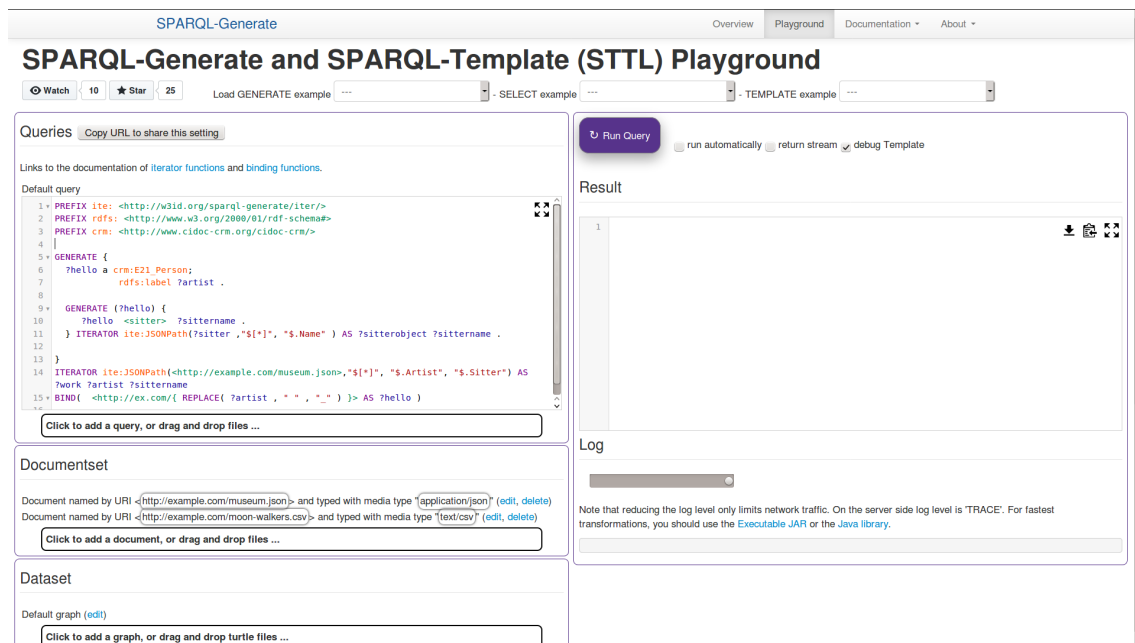 SPARQL-Generate
Overview Playground Documentation About
SPARQL-Generate and SPARQL-Template (STTL) Playground
Watch 10 Star 25 Load GENERATE example --- - SELECT example --- - TEMPLATE example ---
Queries Copy URL to share this setting
Links to the documentation of iterator functions and binding functions.
Default query
1 PREFIX ite: <http://w3id.org/sparql-generate/iter/>
2 PREFIX rdfs: <http://www.w3.org/2000/01/rdf-schema#>
3 PREFIX crm: <http://www.cidoc-crm.org/cidoc-crm/>
4
5 GENERATE {
6 ?hello a crm:E21_Person;
7 rdfs:label ?artist .
8
9 GENERATE (?hello) {
10 ?hello <sitter> ?sittername .
11 } ITERATOR ite:JSONPath(?sitter ,"$[*]", "$.Name" ) AS ?sitterobject ?sittername .
12
13 }
14 ITERATOR ite:JSONPath(<http://example.com/museum.json>,"$[*]", "$.Artist", "$.Sitter") AS
?work ?artist ?sittername
15 BIND( <http://ex.com/{ REPLACE( ?artist , " " , "_" ) }> AS ?hello )
16
Click to add a query, or drag and drop files ...
Documentset
Document named by URI <http://example.com/museum.json> and typed with media type "application/json" (edit, delete)
Document named by URI <http://example.com/moon-walkers.csv> and typed with media type "text/csv" (edit, delete)
Click to add a document, or drag and drop files ...
Dataset
Default graph (edit)
Click to add a graph, or drag and drop turtle files ...
Run Query run automatically return stream debug Template
Result
1
Log
Note that reducing the log level only limits network traffic. On the server side log level is 'TRACE'. For fastest
transformations, you should use the Executable JAR or the Java library.